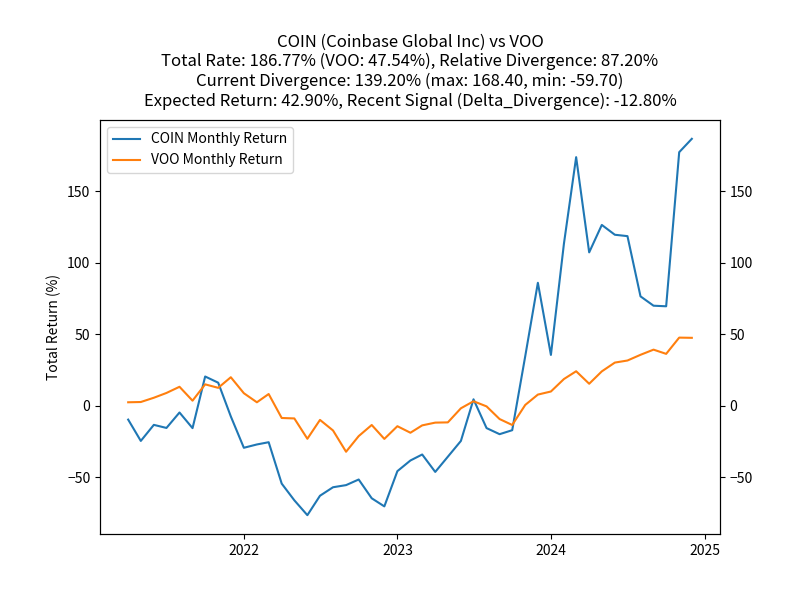 COIN (Coinbase Global Inc) vs VOO
Total Rate: 186.77% (VOO: 47.54%), Relative Divergence: 87.20%
Current Divergence: 139.20% (max: 168.40, min: -59.70)
Expected Return: 42.90%, Recent Signal (Delta_Divergence): -12.80%
COIN Monthly Return
VOO Monthly Return
Total Return (%)
150
100
50
0
−50
150
100
50
0
−50
2022
2023
2024
2025